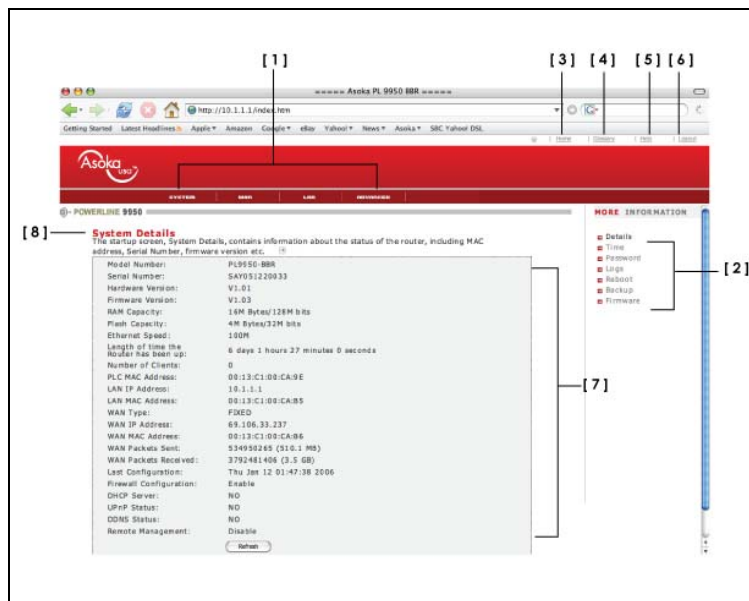 [ 1 ]
[ 3 ] [ 4 ] [ 5 ] [ 6 ]
===== Asoka PL 9950 BBR =====
http://10.1.1.1/index.htm
Getting Started Latest Headlines Apple Amazon Google eBay Yahoo! News Asoka SBC Yahoo! DSL
Home Glossary Help Logout
Asoka USA
SYSTEM WAN LAN ADVANCED
POWERLINE 9950
MORE INFORMATION
[ 8 ]
System Details
The startup screen, System Details, contains information about the status of the router, including MAC
address, Serial Number, firmware version etc.
Details
Time
Password
Logs
Reboot
Backup
Firmware
[ 2 ]
Model Number: PL9550-BBR
Serial Number: SAY051220033
Hardware Version: V1.01
Firmware Version: V1.03
RAM Capacity: 16M Bytes/128M bits
Flash Capacity: 4M Bytes/32M bits
Ethernet Speed: 100M
Length of time the
Router has been up: 6 days 1 hours 27 minutes 0 seconds
Number of Clients: 0
PLC MAC Address: 00:13:C1:00:CA:9E
LAN IP Address: 10.1.1.1
LAN MAC Address: 00:13:C1:00:CA:B5
WAN Type: FIXED
WAN IP Address: 69.106.33.237
WAN MAC Address: 00:13:C1:00:CA:B6
WAN Packets Sent: 534950265 (510.1 MB)
WAN Packets Received: 3792481406 (3.5 GB)
Last Configuration: Thu Jan 12 01:47:38 2006
Firewall Configuration: Enable
DHCP Server: NO
UPnP Status: NO
DDNS Status: NO
Remote Management: Disable
Refresh
[ 7 ]